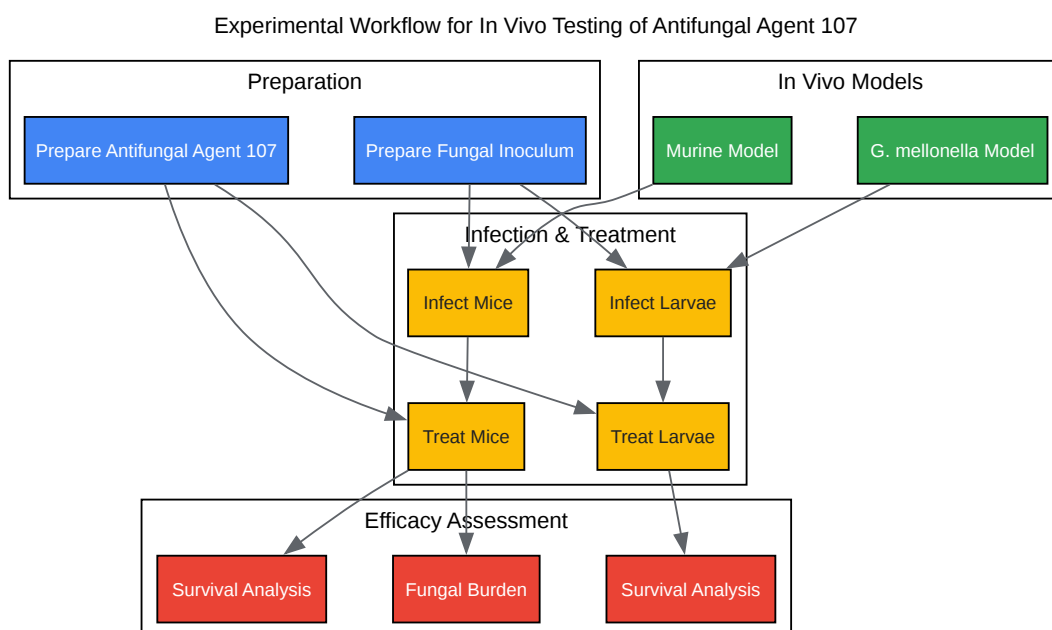 Experimental Workflow for In Vivo Testing of Antifungal Agent 107
Preparation
In Vivo Models
Prepare Antifungal Agent 107
Prepare Fungal Inoculum
Murine Model
G. mellonella Model
Infection & Treatment
Infect Mice
Infect Larvae
Treat Mice
Treat Larvae
Efficacy Assessment
Survival Analysis
Fungal Burden
Survival Analysis